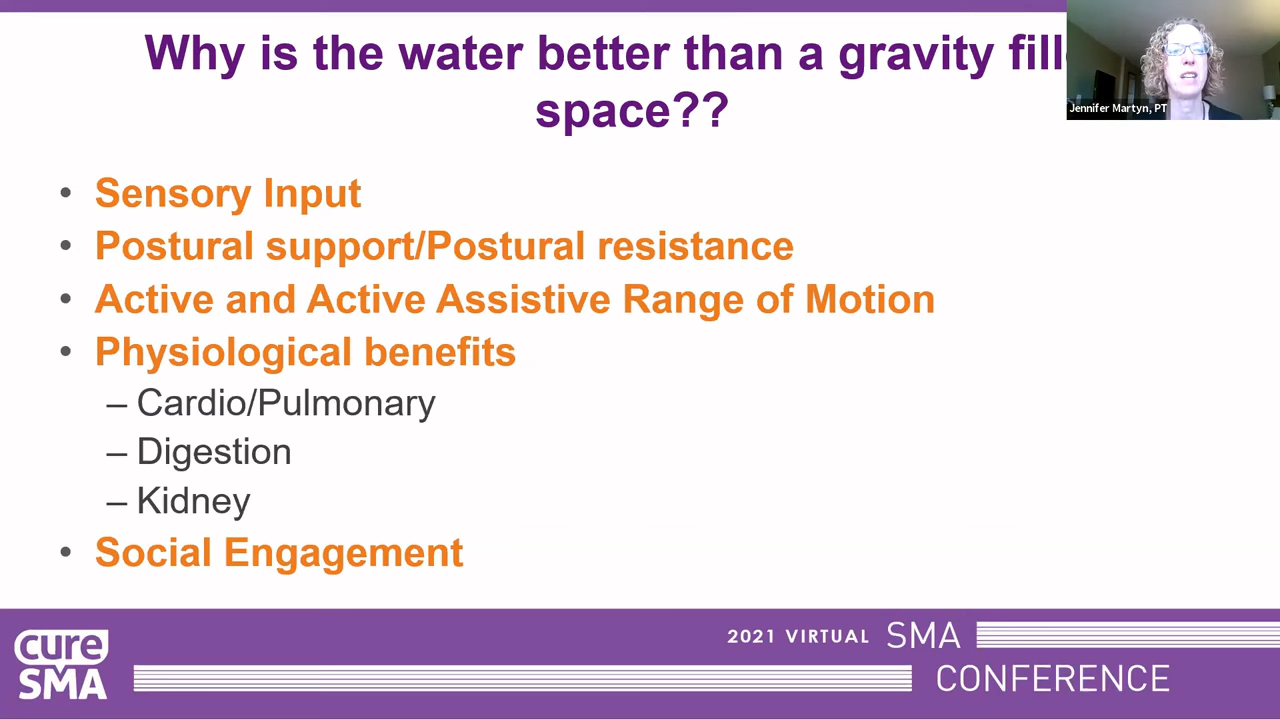 Why is the water better than a gravity
space??
Jennifer Martyn, PT
• Sensory Input
• Postural support/Postural resistance
• Active and Active Assistive Range of Motion
• Physiological benefits
– Cardio/Pulmonary
– Digestion
– Kidney
• Social Engagement
cure
SMA
2021 VIRTUAL SMA
CONFERENCE